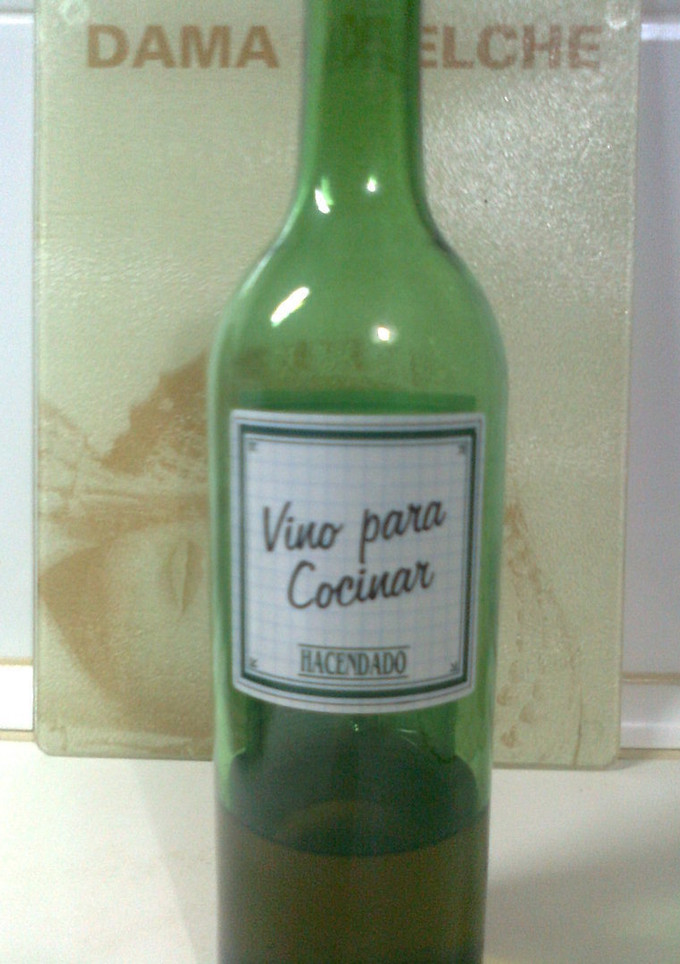 DAMA ELCHE
Vino para
Cocinar
HACENDADO